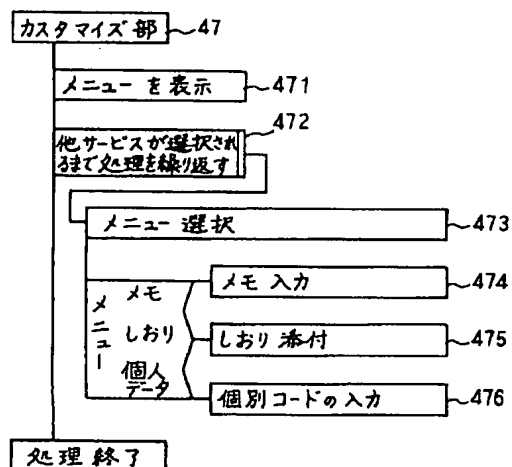 カスタマイズ部 47
メニューを表示 471
472
他サービスが選択され
るまで処理を繰り返す
メニュー選択 473
メニュー
メモ
メモ入力 474
しおり
しおり添付 475
個人
データ
個別コードの入力 476
処理終了